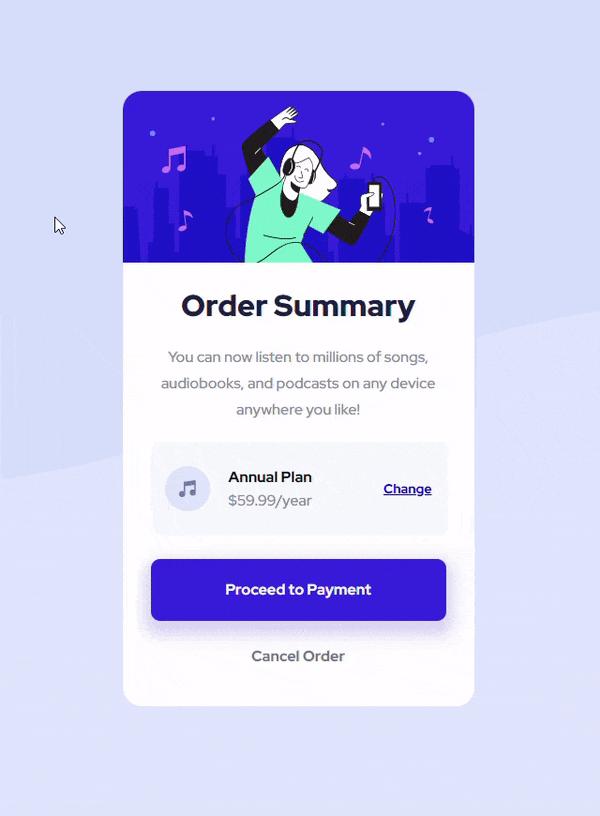 Order Summary
You can now listen to millions of songs,
audiobooks, and podcasts on any device
anywhere you like!
Annual Plan
$59.99/year
Change
Proceed to Payment
Cancel Order